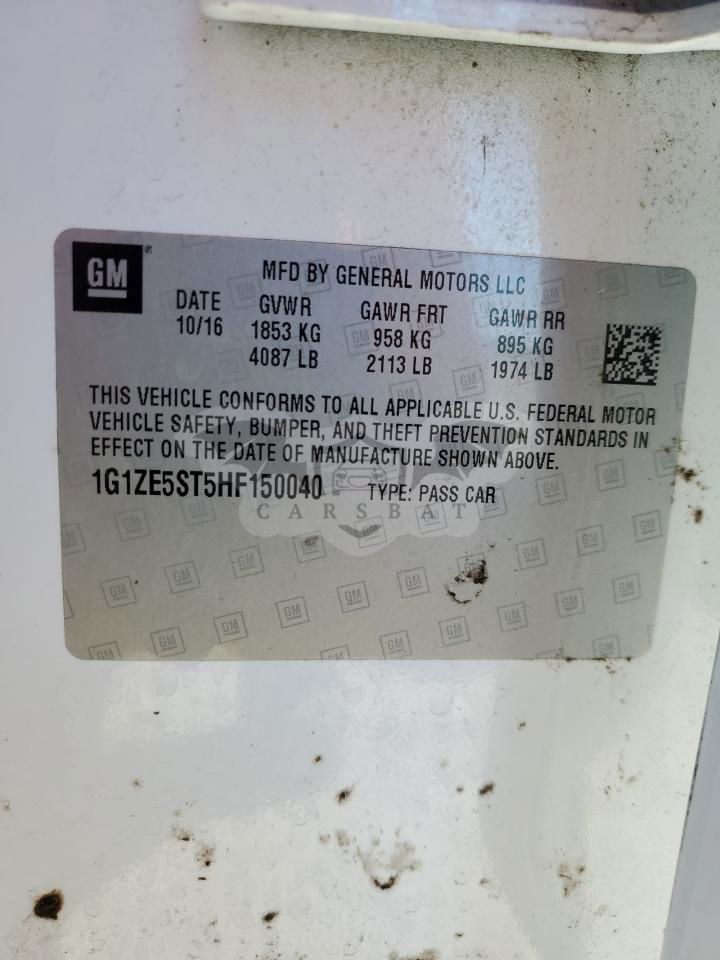 GM
MFD BY GENERAL MOTORS LLC
DATE GVWR GAWR FRT GAWR RR
10/16 1853 KG 958 KG 895 KG
4087 LB 2113 LB 1974 LB
THIS VEHICLE CONFORMS TO ALL APPLICABLE U.S. FEDERAL MOTOR
VEHICLE SAFETY, BUMPER, AND THEFT PREVENTION STANDARDS IN
EFFECT ON THE DATE OF MANUFACTURE SHOWN ABOVE.
1G1ZE5ST5HF150040 TYPE: PASS CAR
CARSBAT